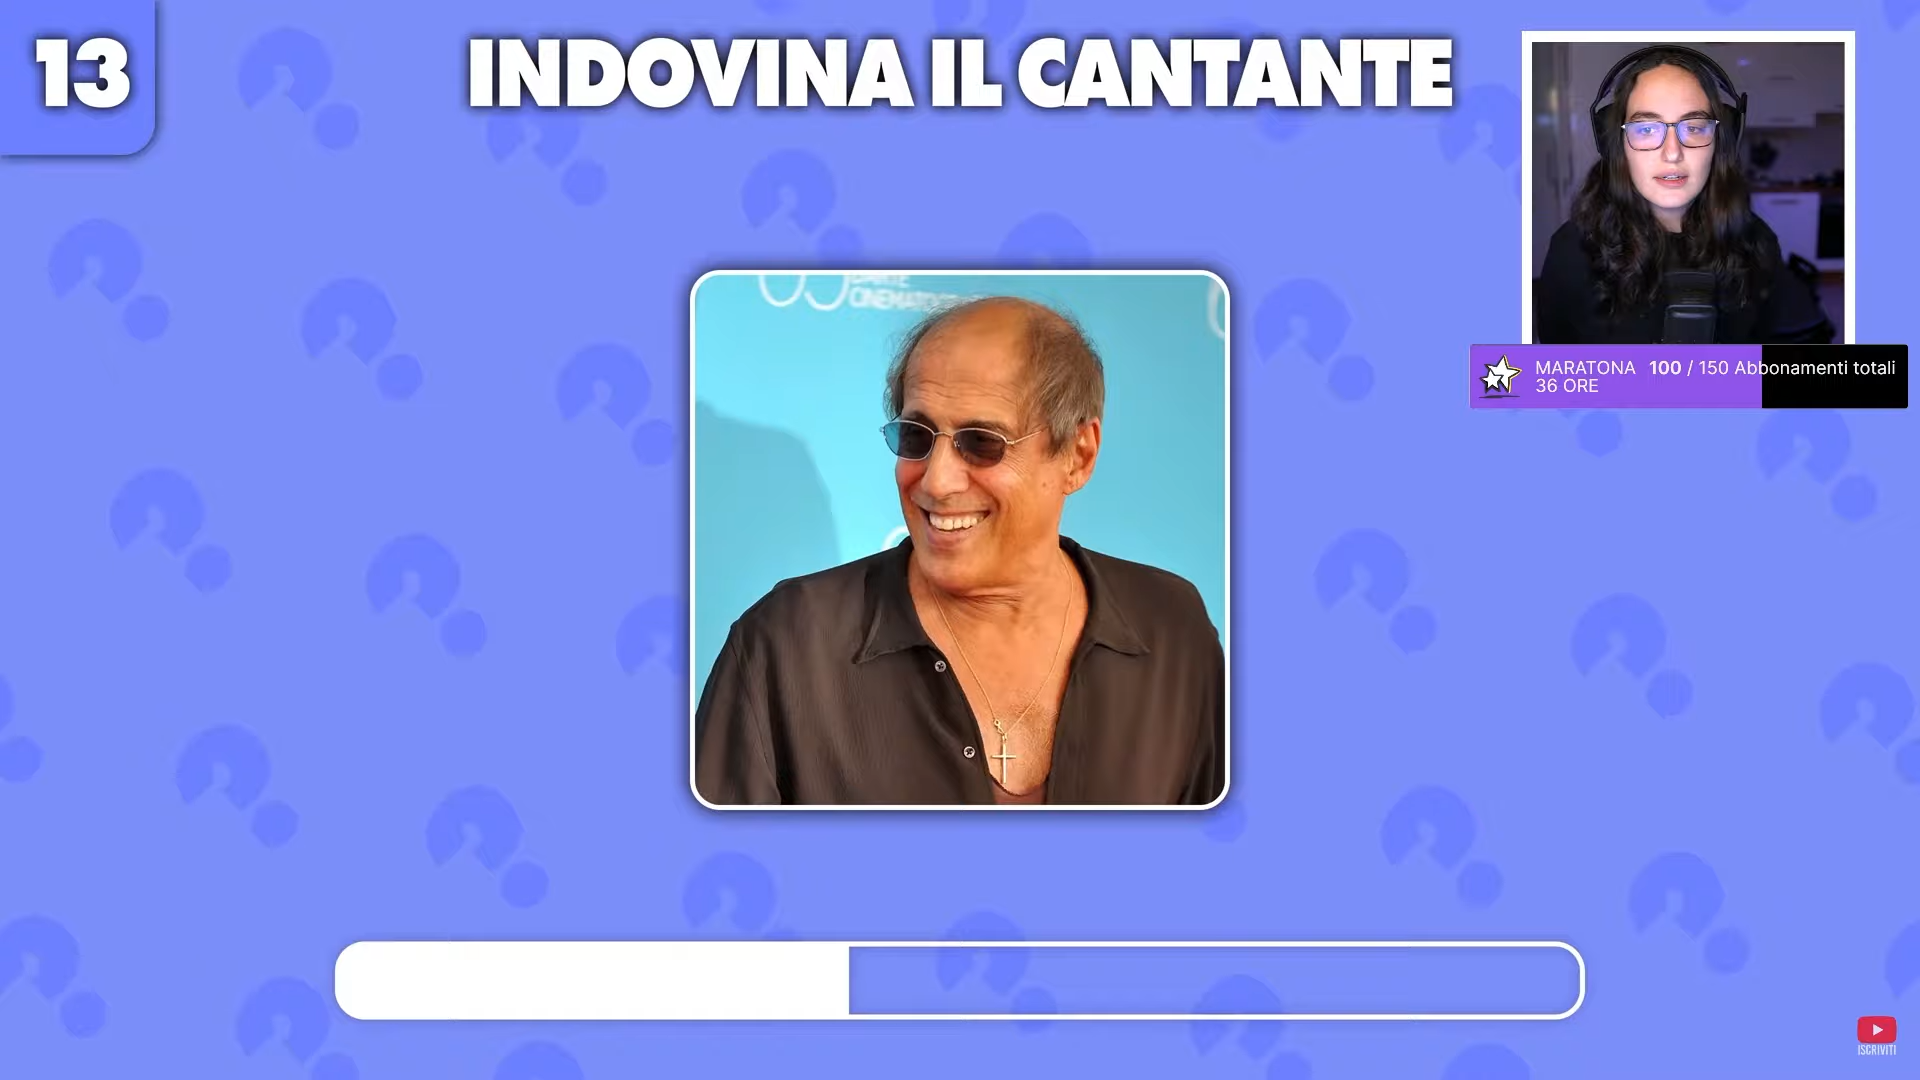 13
INDOVINA IL CANTANTE
MARATONA 100 / 150 Abbonamenti totali
36 ORE
ISCRIVITI